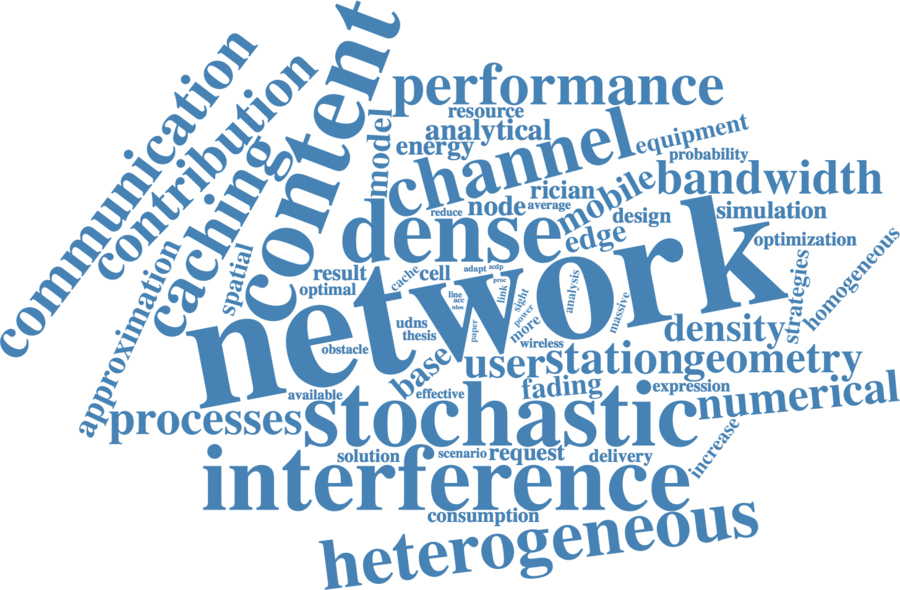 communication
contribution
content
caching
performance
resource
analytical
energy
model
channel
equipment
probability
rician
mobile
bandwidth
reduce
node
average
design
simulation
dense
edge
optimization
approximation
spatial
network
result
cache
cell
adapt
scdp
proc
optimal
line
acc
link
sight
power
analysis
massive
strategies
homogeneous
udns
thesis
paper
more
wireless
density
obstacle
base
user
station
geometry
available
effective
fading
expression
numerical
processes
stochastic
increase
solution
scenario
request
delivery
interference
consumption
heterogeneous